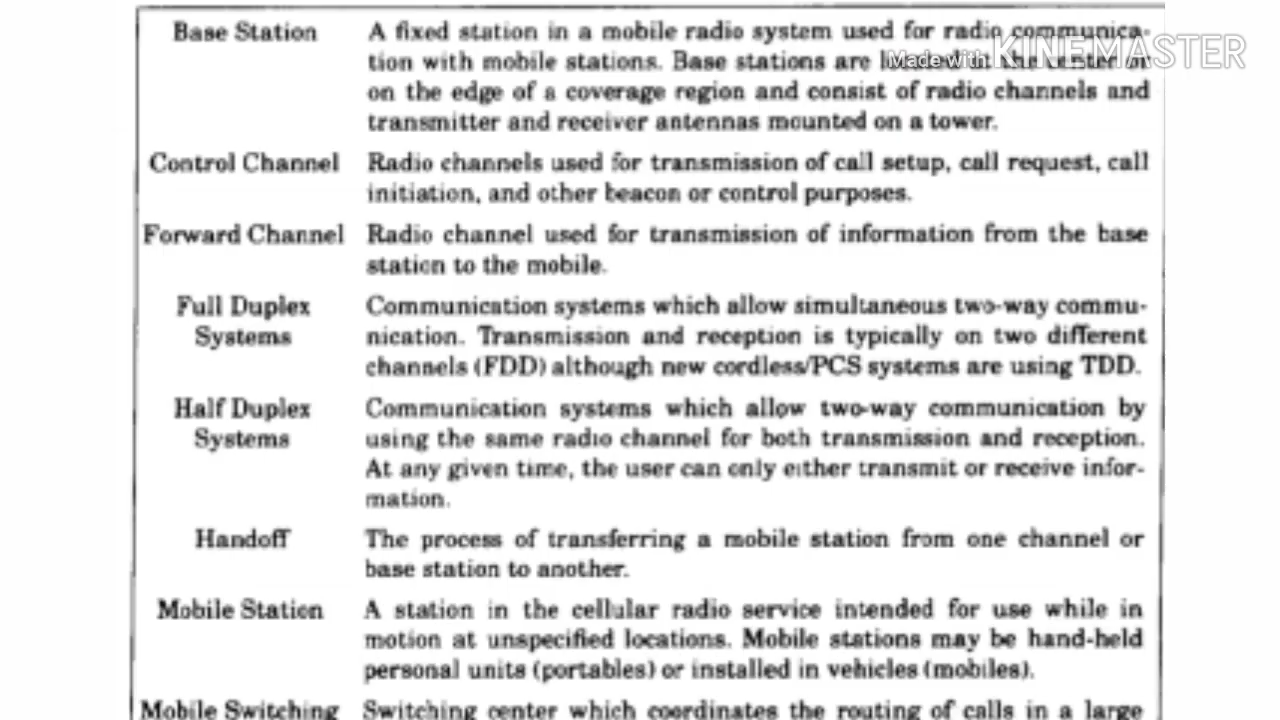 Base Station A fixed station in a mobile radio system used for radio communica-
Made with KINEMASTER
tion with mobile stations. Base stations are located at the center or
on the edge of a coverage region and consist of radio channels and
transmitter and receiver antennas mounted on a tower.
Control Channel Radio channels used for transmission of call setup, call request, call
initiation, and other beacon or control purposes.
Forward Channel Radio channel used for transmission of information from the base
station to the mobile.
Full Duplex Communication systems which allow simultaneous two-way commu-
Systems nication. Transmission and reception is typically on two different
channels (FDD) although new cordless/PCS systems are using TDD.
Half Duplex Communication systems which allow two-way communication by
Systems using the same radio channel for both transmission and reception.
At any given time, the user can only either transmit or receive infor-
mation.
Handoff The process of transferring a mobile station from one channel or
base station to another.
Mobile Station A station in the cellular radio service intended for use while in
motion at unspecified locations. Mobile stations may be hand-held
personal units (portables) or installed in vehicles (mobiles).
Mobile Switching Switching center which coordinates the routing of calls in a large